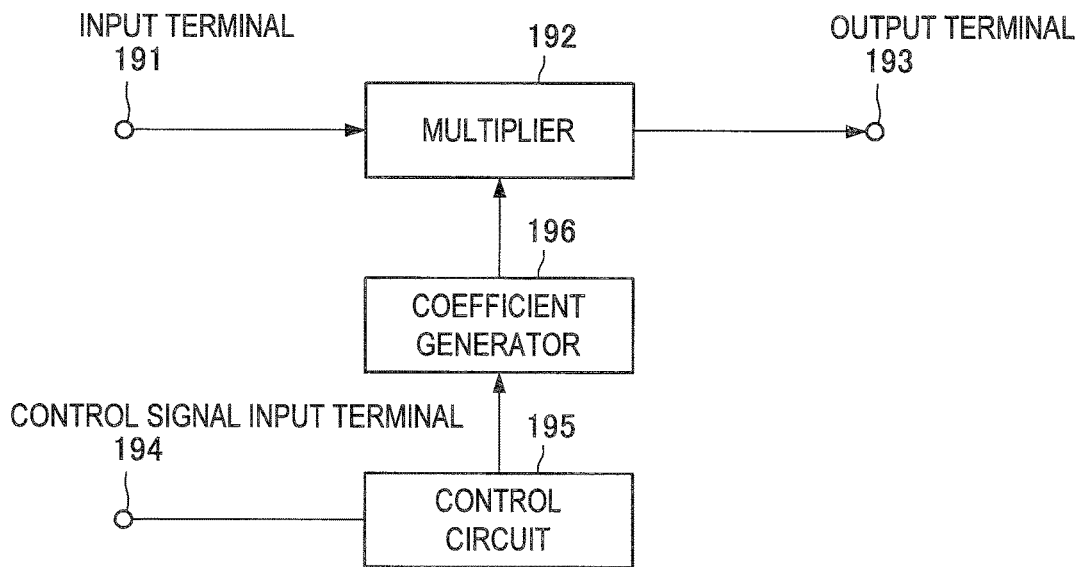 INPUT TERMINAL
191
192
OUTPUT TERMINAL
193
MULTIPLIER
196
COEFFICIENT
GENERATOR
CONTROL SIGNAL INPUT TERMINAL
194
195
CONTROL
CIRCUIT